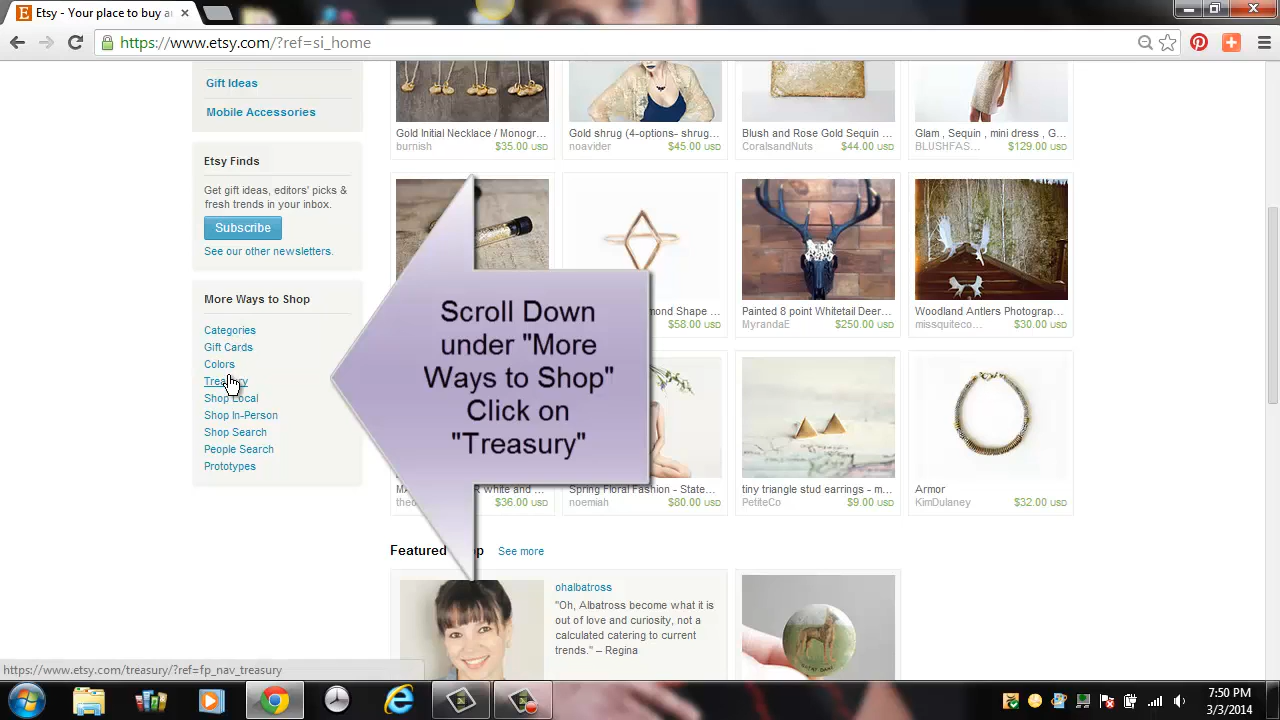 Etsy - Your place to buy a
https://www.etsy.com/?ref=si_home
Gift Ideas
Mobile Accessories
Etsy Finds
Get gift ideas, editors' picks &
fresh trends in your inbox.
Subscribe
See our other newsletters.
More Ways to Shop
Categories
Gift Cards
Colors
Treasury
Shop Local
Shop In-Person
Shop Search
People Search
Prototypes
Gold Initial Necklace / Monogr...
burnish $35.00 USD
Gold shrug (4-options- shrug...
noavider $45.00 USD
Blush and Rose Gold Sequin ...
CoralsandNuts $44.00 USD
Glam , Sequin , mini dress , G...
BLUSHFAS... $129.00 USD
Scroll Down
under "More
Ways to Shop"
Click on
"Treasury"
mond Shape ...
$58.00 USD
Painted 8 point Whitetail Deer...
MyrandaE $250.00 USD
Woodland Antlers Photograp...
missquiteco... $30.00 USD
White and ...
$36.00 USD
Spring Floral Fashion - State...
noemiah $80.00 USD
tiny triangle stud earrings - m...
PetiteCo $9.00 USD
Armor
KimDulaney $32.00 USD
Featured See more
ohalbatross
"Oh, Albatross become what it is
out of love and curiosity, not a
calculated catering to current
trends." – Regina
https://www.etsy.com/treasury/?ref=fp_nav_treasury
7:50 PM
3/3/2014